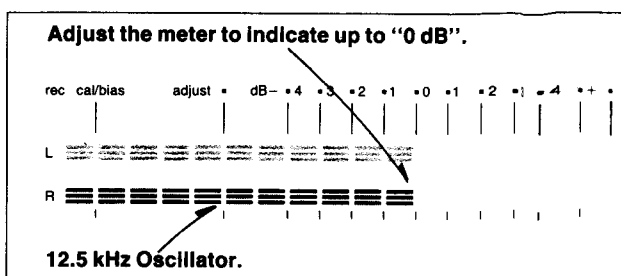 Adjust the meter to indicate up to “0 dB”.
rec cal/bias adjust • dB– •4 •3 •2 •1 •0 •1 •2 •4 •+ •
L
R
12.5 kHz Oscillator.